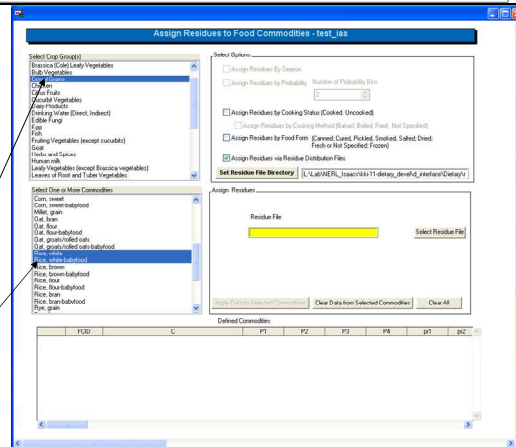 Assign Residues to Food Commodities - test_ias
Select Crop Group(s)
Brassica (Cole) Leafy Vegetables
Bulb Vegetables
Cereal Grains
Chicken
Citrus Fruits
Cucurbit Vegetables
Dairy Products
Drinking Water (Direct, Indirect)
Edible Fungi
Egg
Fish
Fruiting Vegetables (except cucurbits)
Goat
Herbs and Spices
Human milk
Leafy Vegetables (except Brassica vegetables)
Leaves of Root and Tuber Vegetables
Select Options
Assign Residues By Season
Assign Residues by Probability Number of Probability Bins
2
Assign Residues by Cooking Status (Cooked, Uncooked)
Assign Residues by Cooking Method (Baked; Boiled; Fried; Not Specified)
Assign Residues by Food Form (Canned; Cured, Pickled, Smoked, Salted; Dried;
Fresh or Not Specified; Frozen)
Assign Residues via Residue Distribution Files
Set Residue File Directory L:\Lab\NERL_Isaacs\kki-11-dietary_devel\d_interface\Dietary\r
Select One or More Commodities
Corn, sweet
Corn, sweet-babyfood
Millet, grain
Oat, bran
Oat, flour
Oat, flour-babyfood
Oat, groats/rolled oats
Oat, groats/rolled oats-babyfood
Rice, white
Rice, white-babyfood
Rice, brown
Rice, brown-babyfood
Rice, flour
Rice, flour-babyfood
Rice, bran
Rice, bran-babyfood
Rye, grain
Assign Residues
Residue File
Select Residue File
Apply Data to Selected Commodities Clear Data from Selected Commodities Clear All
Defined Commodities
FCID C P1 P2 P3 P4 pr1 pr2